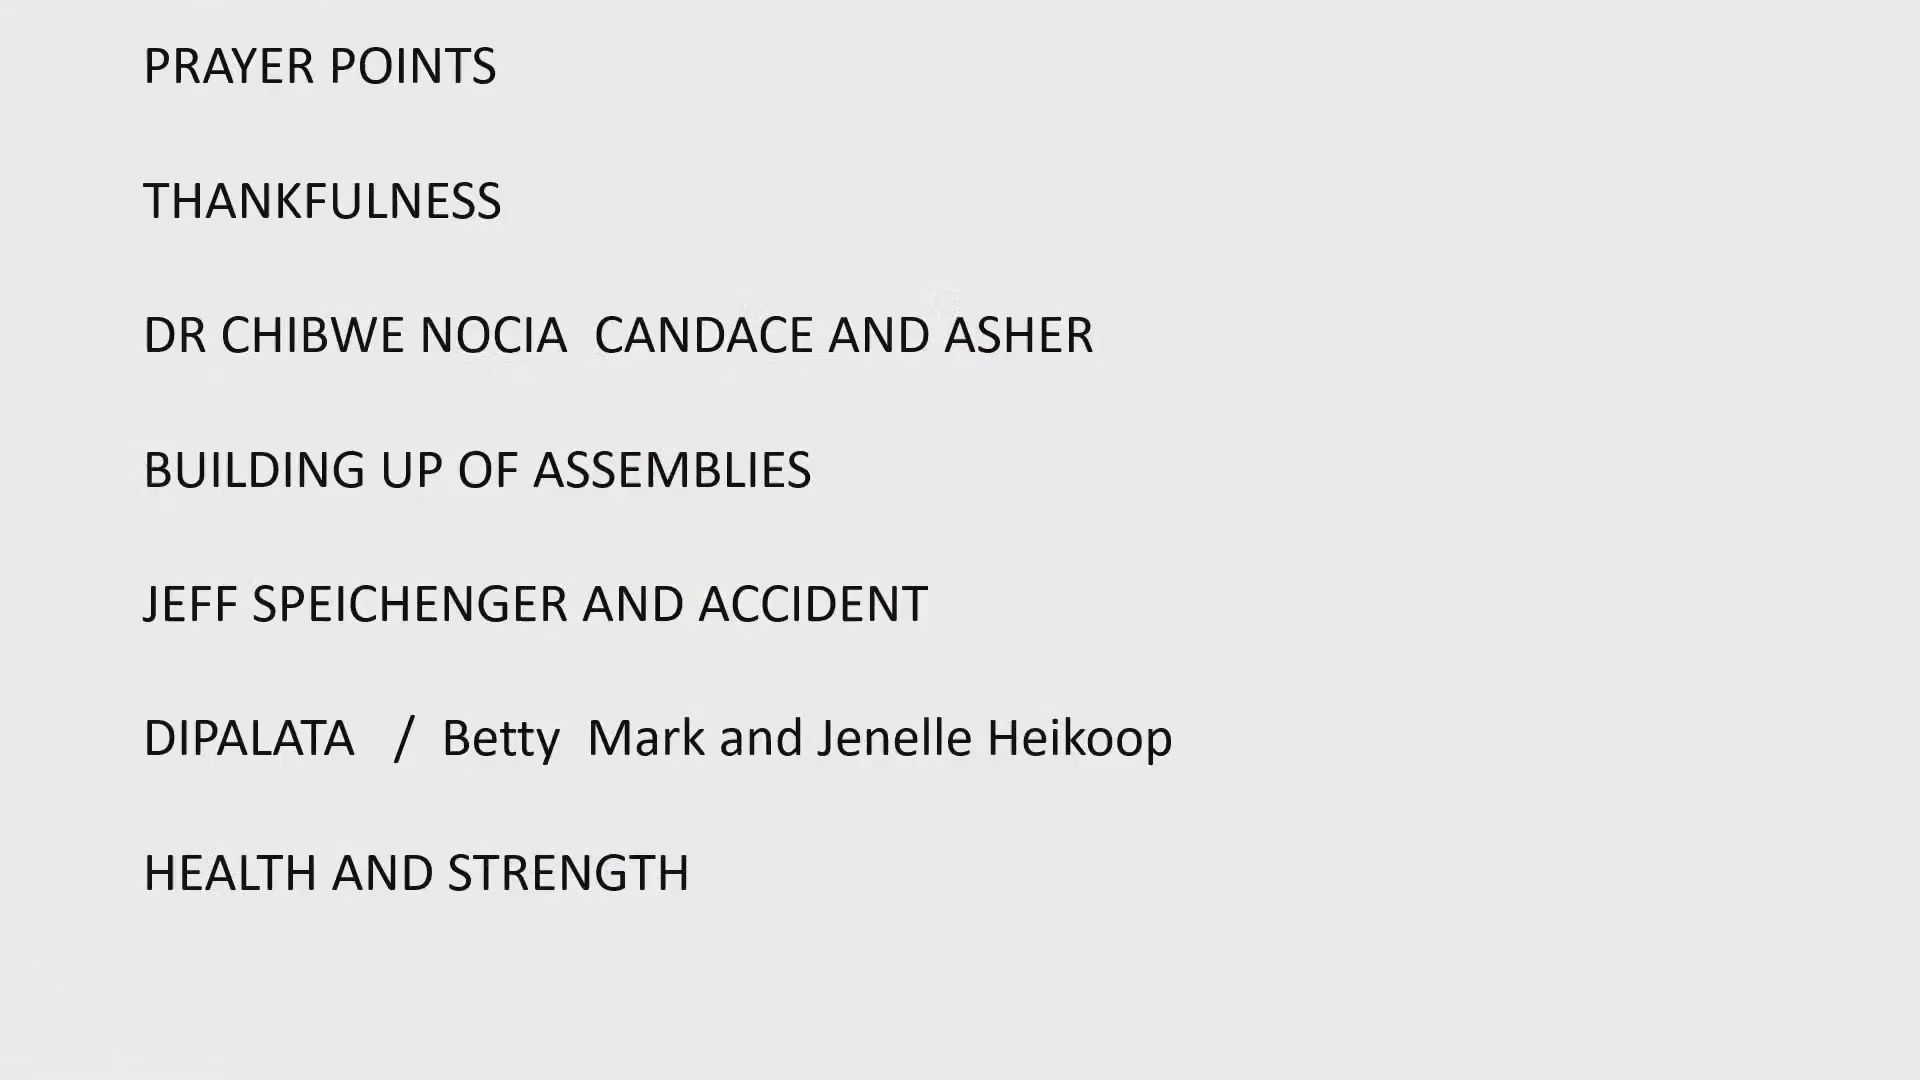 PRAYER POINTS
THANKFULNESS
DR CHIBWE NOCIA  CANDACE AND ASHER
BUILDING UP OF ASSEMBLIES
JEFF SPEICHENGER AND ACCIDENT
DIPALATA   /  Betty  Mark and Jenelle Heikoop
HEALTH AND STRENGTH